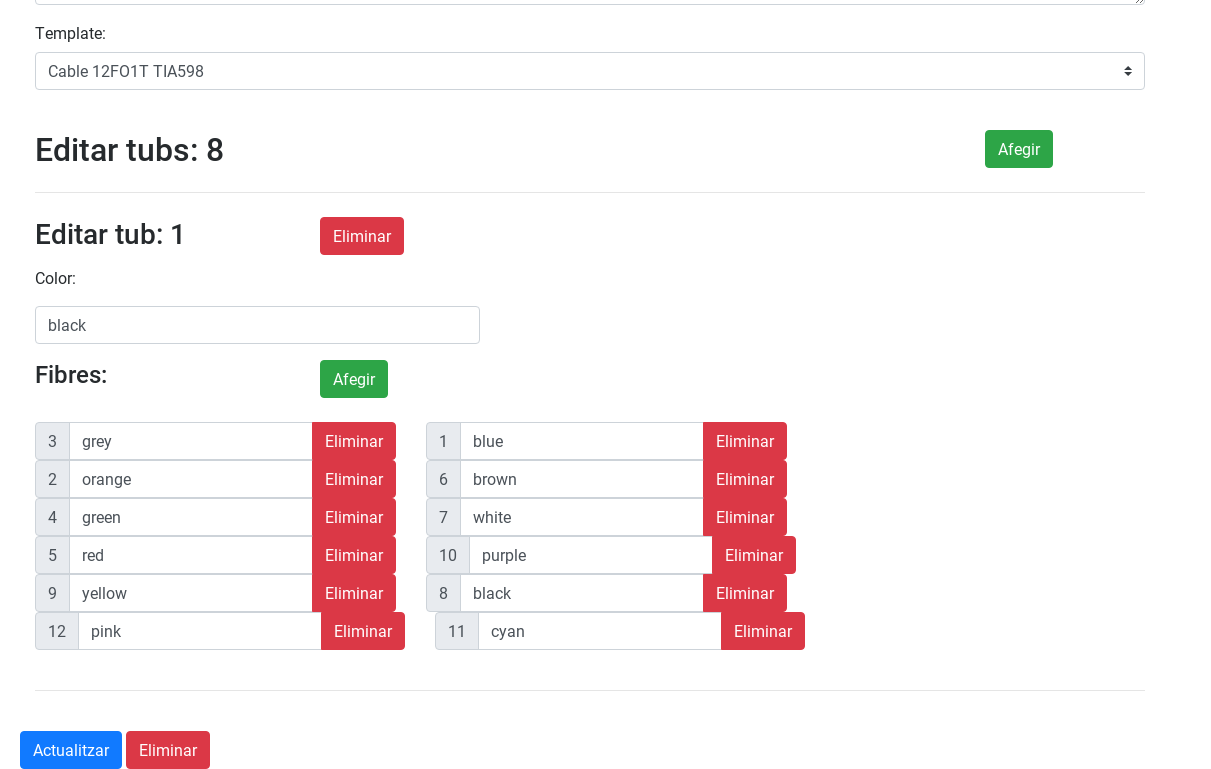 Template:
Cable 12FO1T TIA598
Editar tubs: 8 Afegir
Editar tub: 1 Eliminar
Color:
black
Fibres: Afegir
3 grey Eliminar 1 blue Eliminar
2 orange Eliminar 6 brown Eliminar
4 green Eliminar 7 white Eliminar
5 red Eliminar 10 purple Eliminar
9 yellow Eliminar 8 black Eliminar
12 pink Eliminar 11 cyan Eliminar
Actualitzar Eliminar